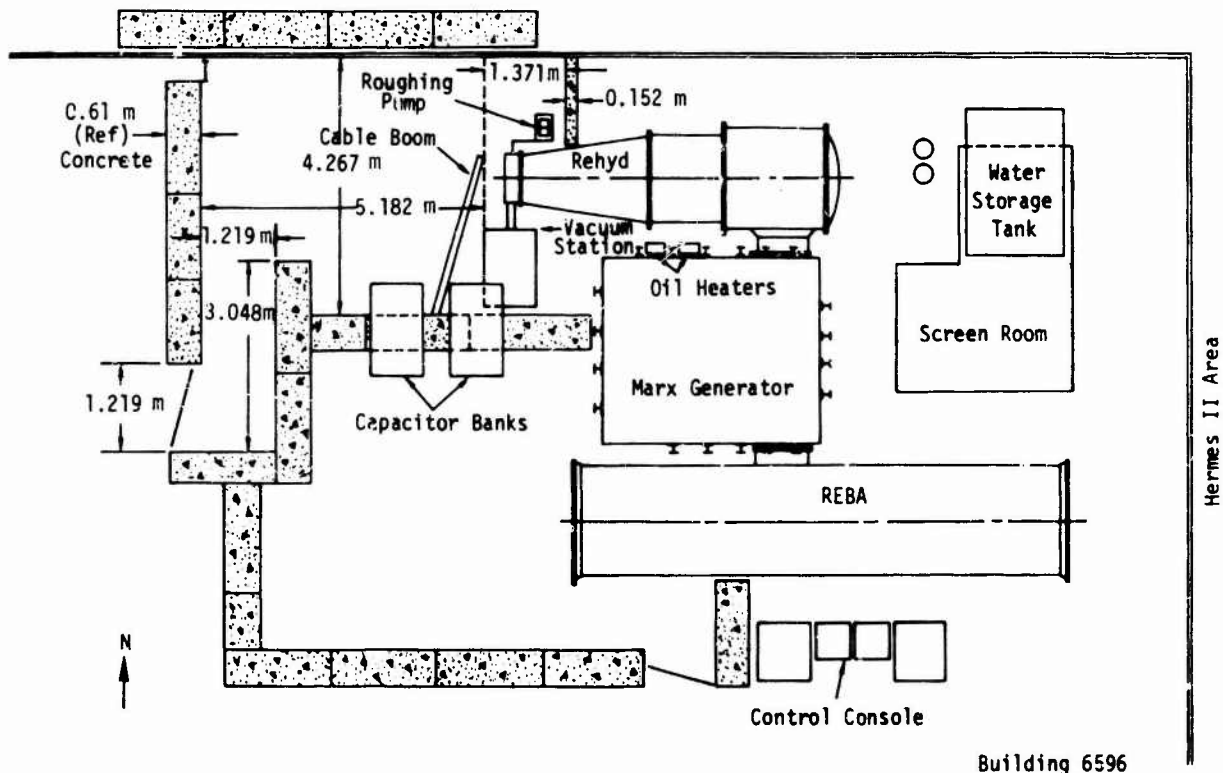 1.371m
Roughing
Pump
0.152 m
0.61 m
(Ref)
Concrete
Cable Boom
4.267 m
Rehyd
Water
Storage
Tank
5.182 m
Vacuum
Station
1.219m
Oil Heaters
3.048m
Screen Room
Marx Generator
1.219 m
Capacitor Banks
Hermes II Area
REBA
N
Control Console
Building 6596